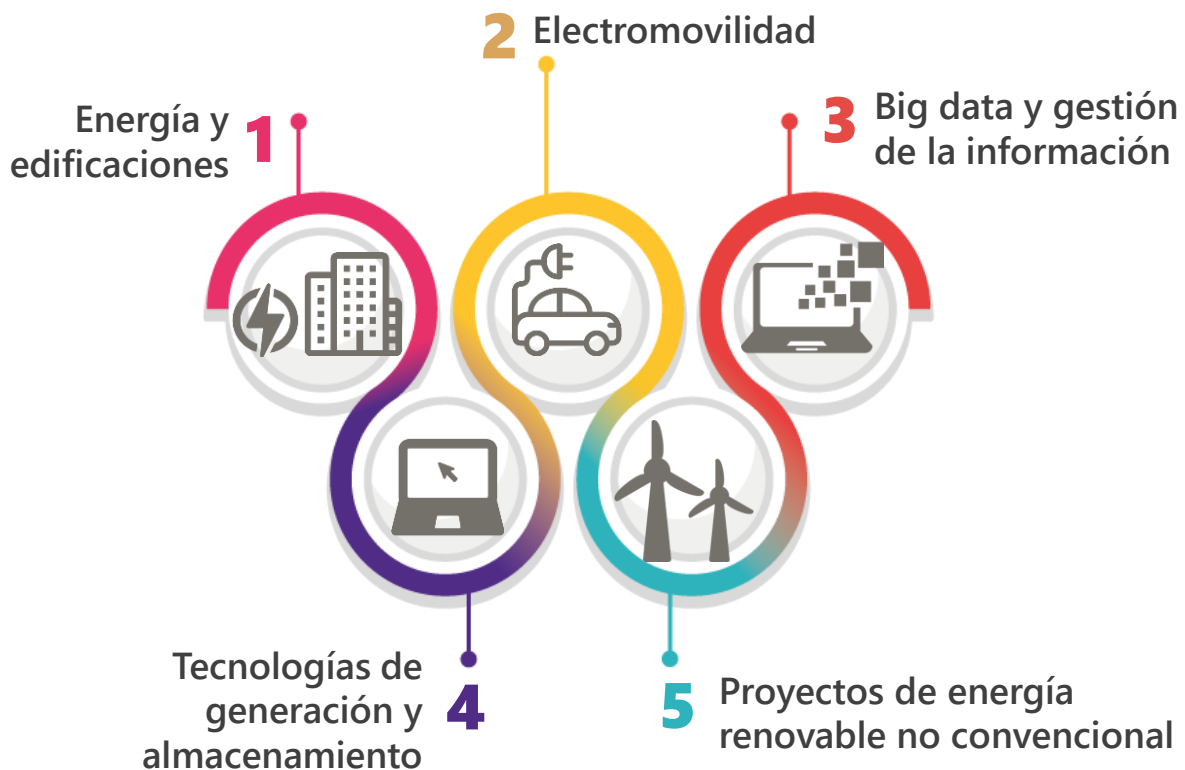 1
Energía y
edificaciones
2
Electromovilidad
3
Big data y gestión
de la información
4
Tecnologías de
generación y
almacenamiento
5
Proyectos de energía
renovable no convencional